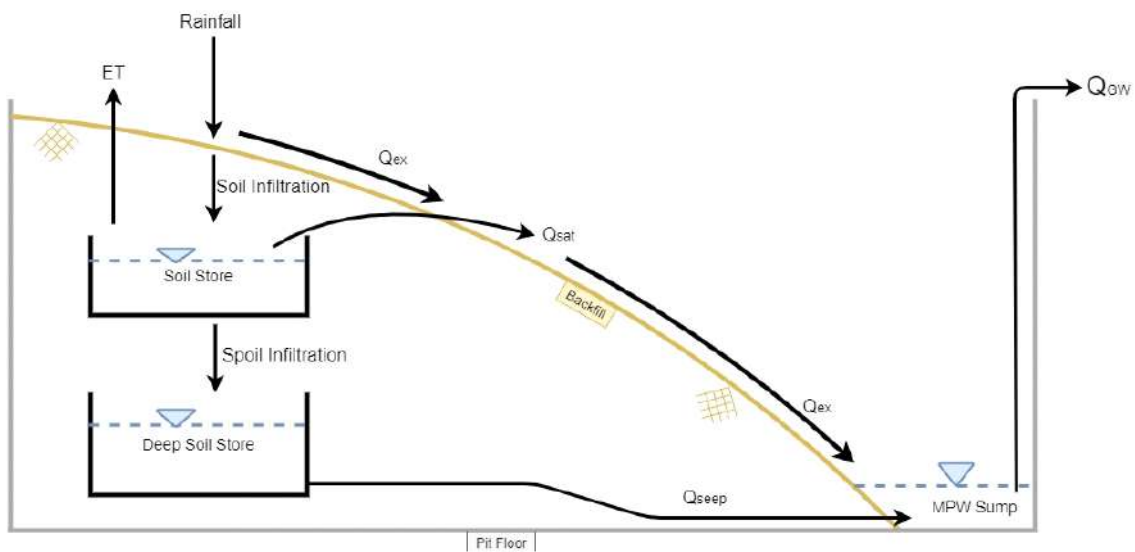 Rainfall
ET
QGW
Qex
Soil Infiltration
Qsat
Soil Store
Backfill
Spoil Infiltration
Qex
Deep Soil Store
Qseep
MPW Sump
Pit Floor